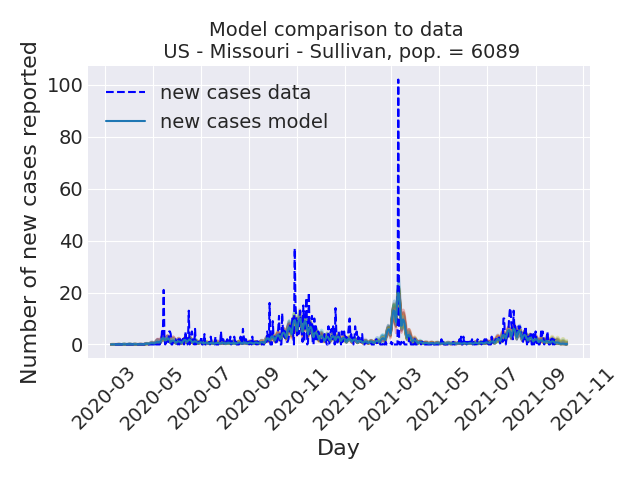 Model comparison to data
US - Missouri - Sullivan, pop. = 6089
Number of new cases reported
100
80
60
40
20
0
new cases data
new cases model
2020-03
2020-05
2020-07
2020-09
2020-11
2021-01
2021-03
2021-05
2021-07
2021-09
2021-11
Day